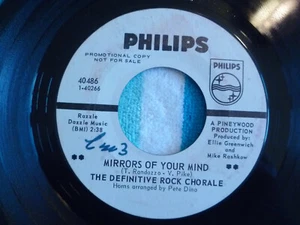 PHILIPS
40486
1-40266
PROMOTIONAL COPY
NOT FOR SALE
PHILIPS
Razzle
Dazzle Music
(BMI) 2:38
A PINEYWOOD
PRODUCTION
Produced by:
Ellie Greenwich
and
Mike Rashkow
MIRRORS OF YOUR MIND
(T. Randazzo - V. Pike)
THE DEFINITIVE ROCK CHORALE
Horns arranged by Pete Dino